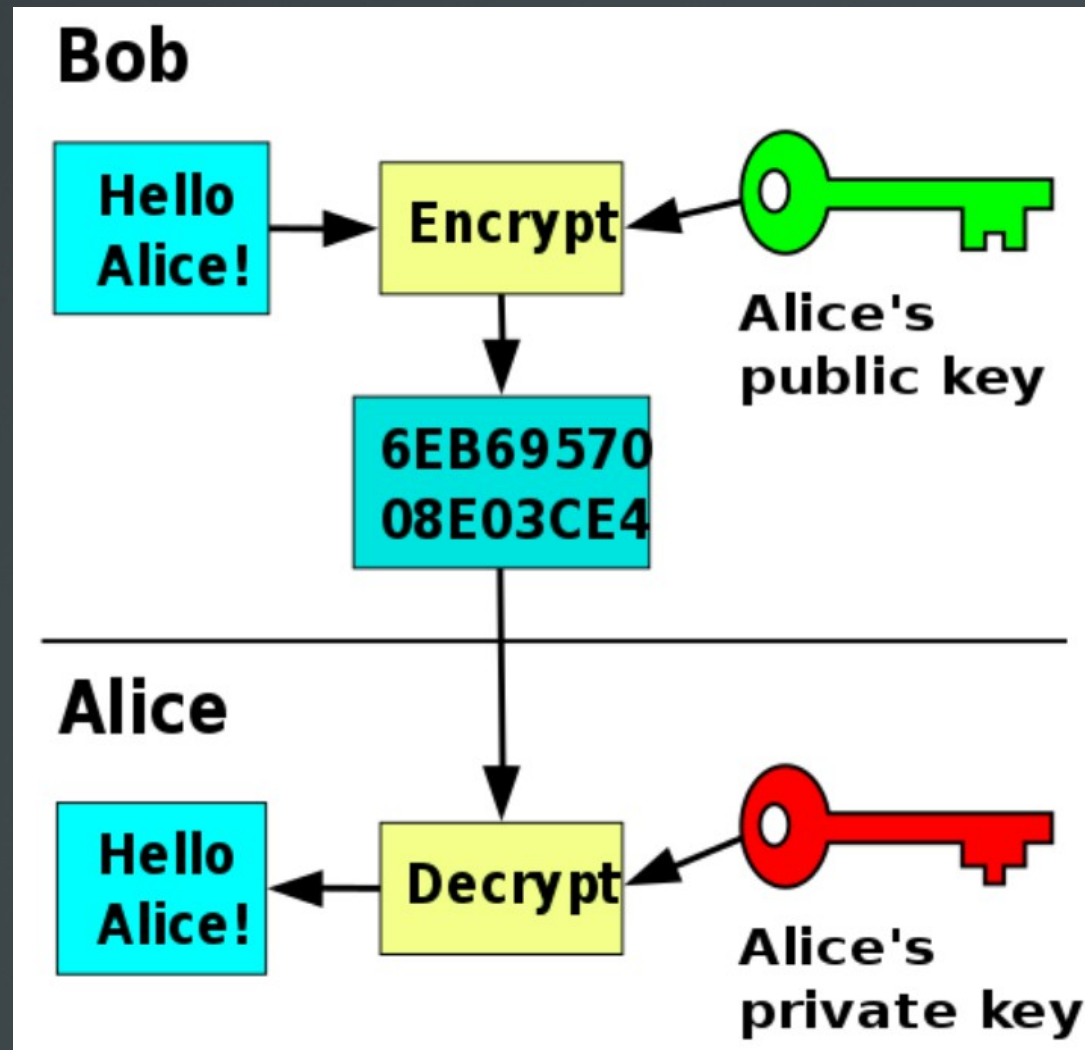 Bob
Hello
Alice!
Encrypt
Alice's
public key
6EB69570
08E03CE4
Alice
Hello
Alice!
Decrypt
Alice's
private key